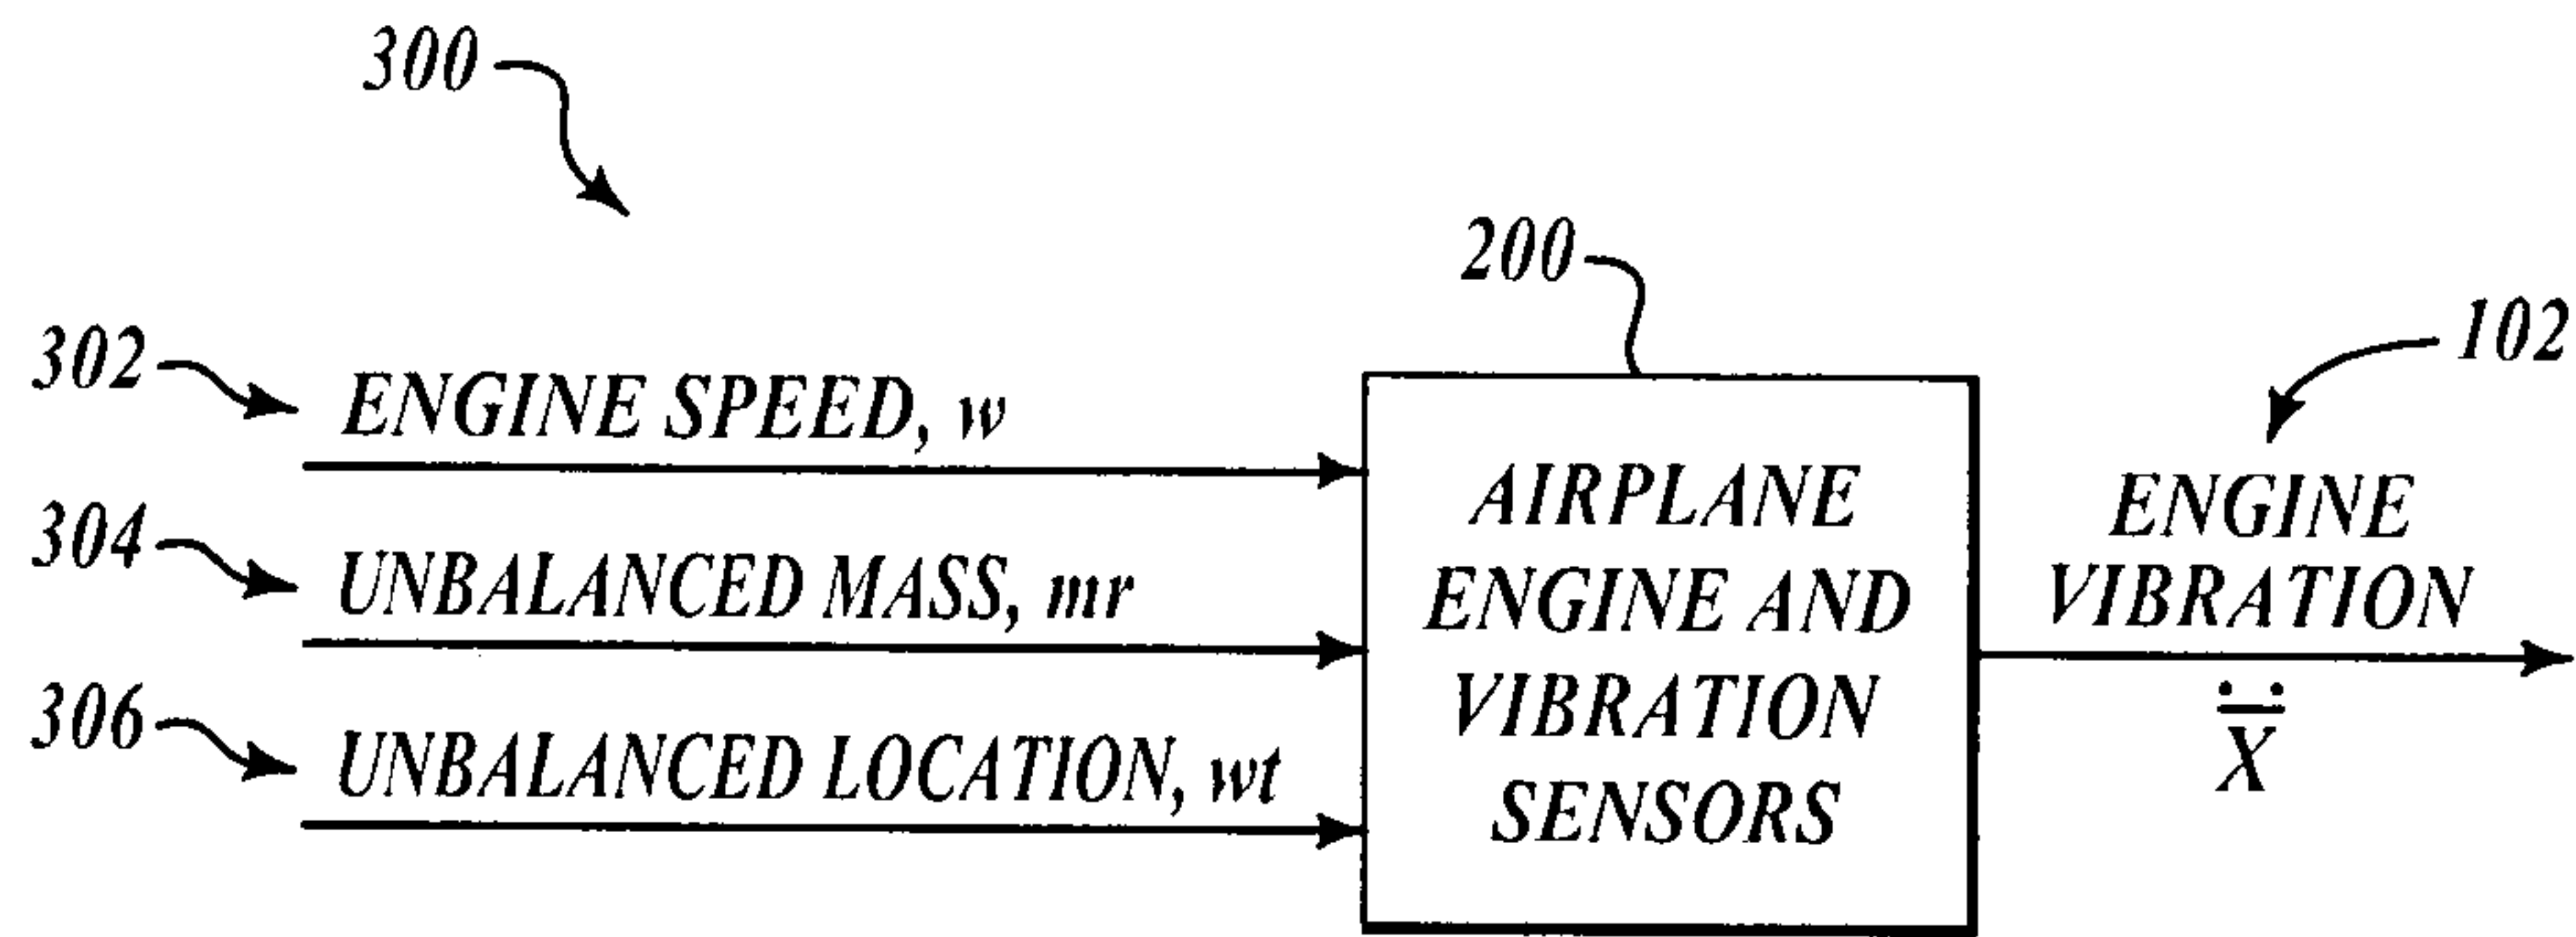 300
200
302
ENGINE SPEED, w
102
304
UNBALANCED MASS, mr
306
UNBALANCED LOCATION, wt
AIRPLANE
ENGINE AND
VIBRATION
SENSORS
ENGINE
VIBRATION
Ẍ̅